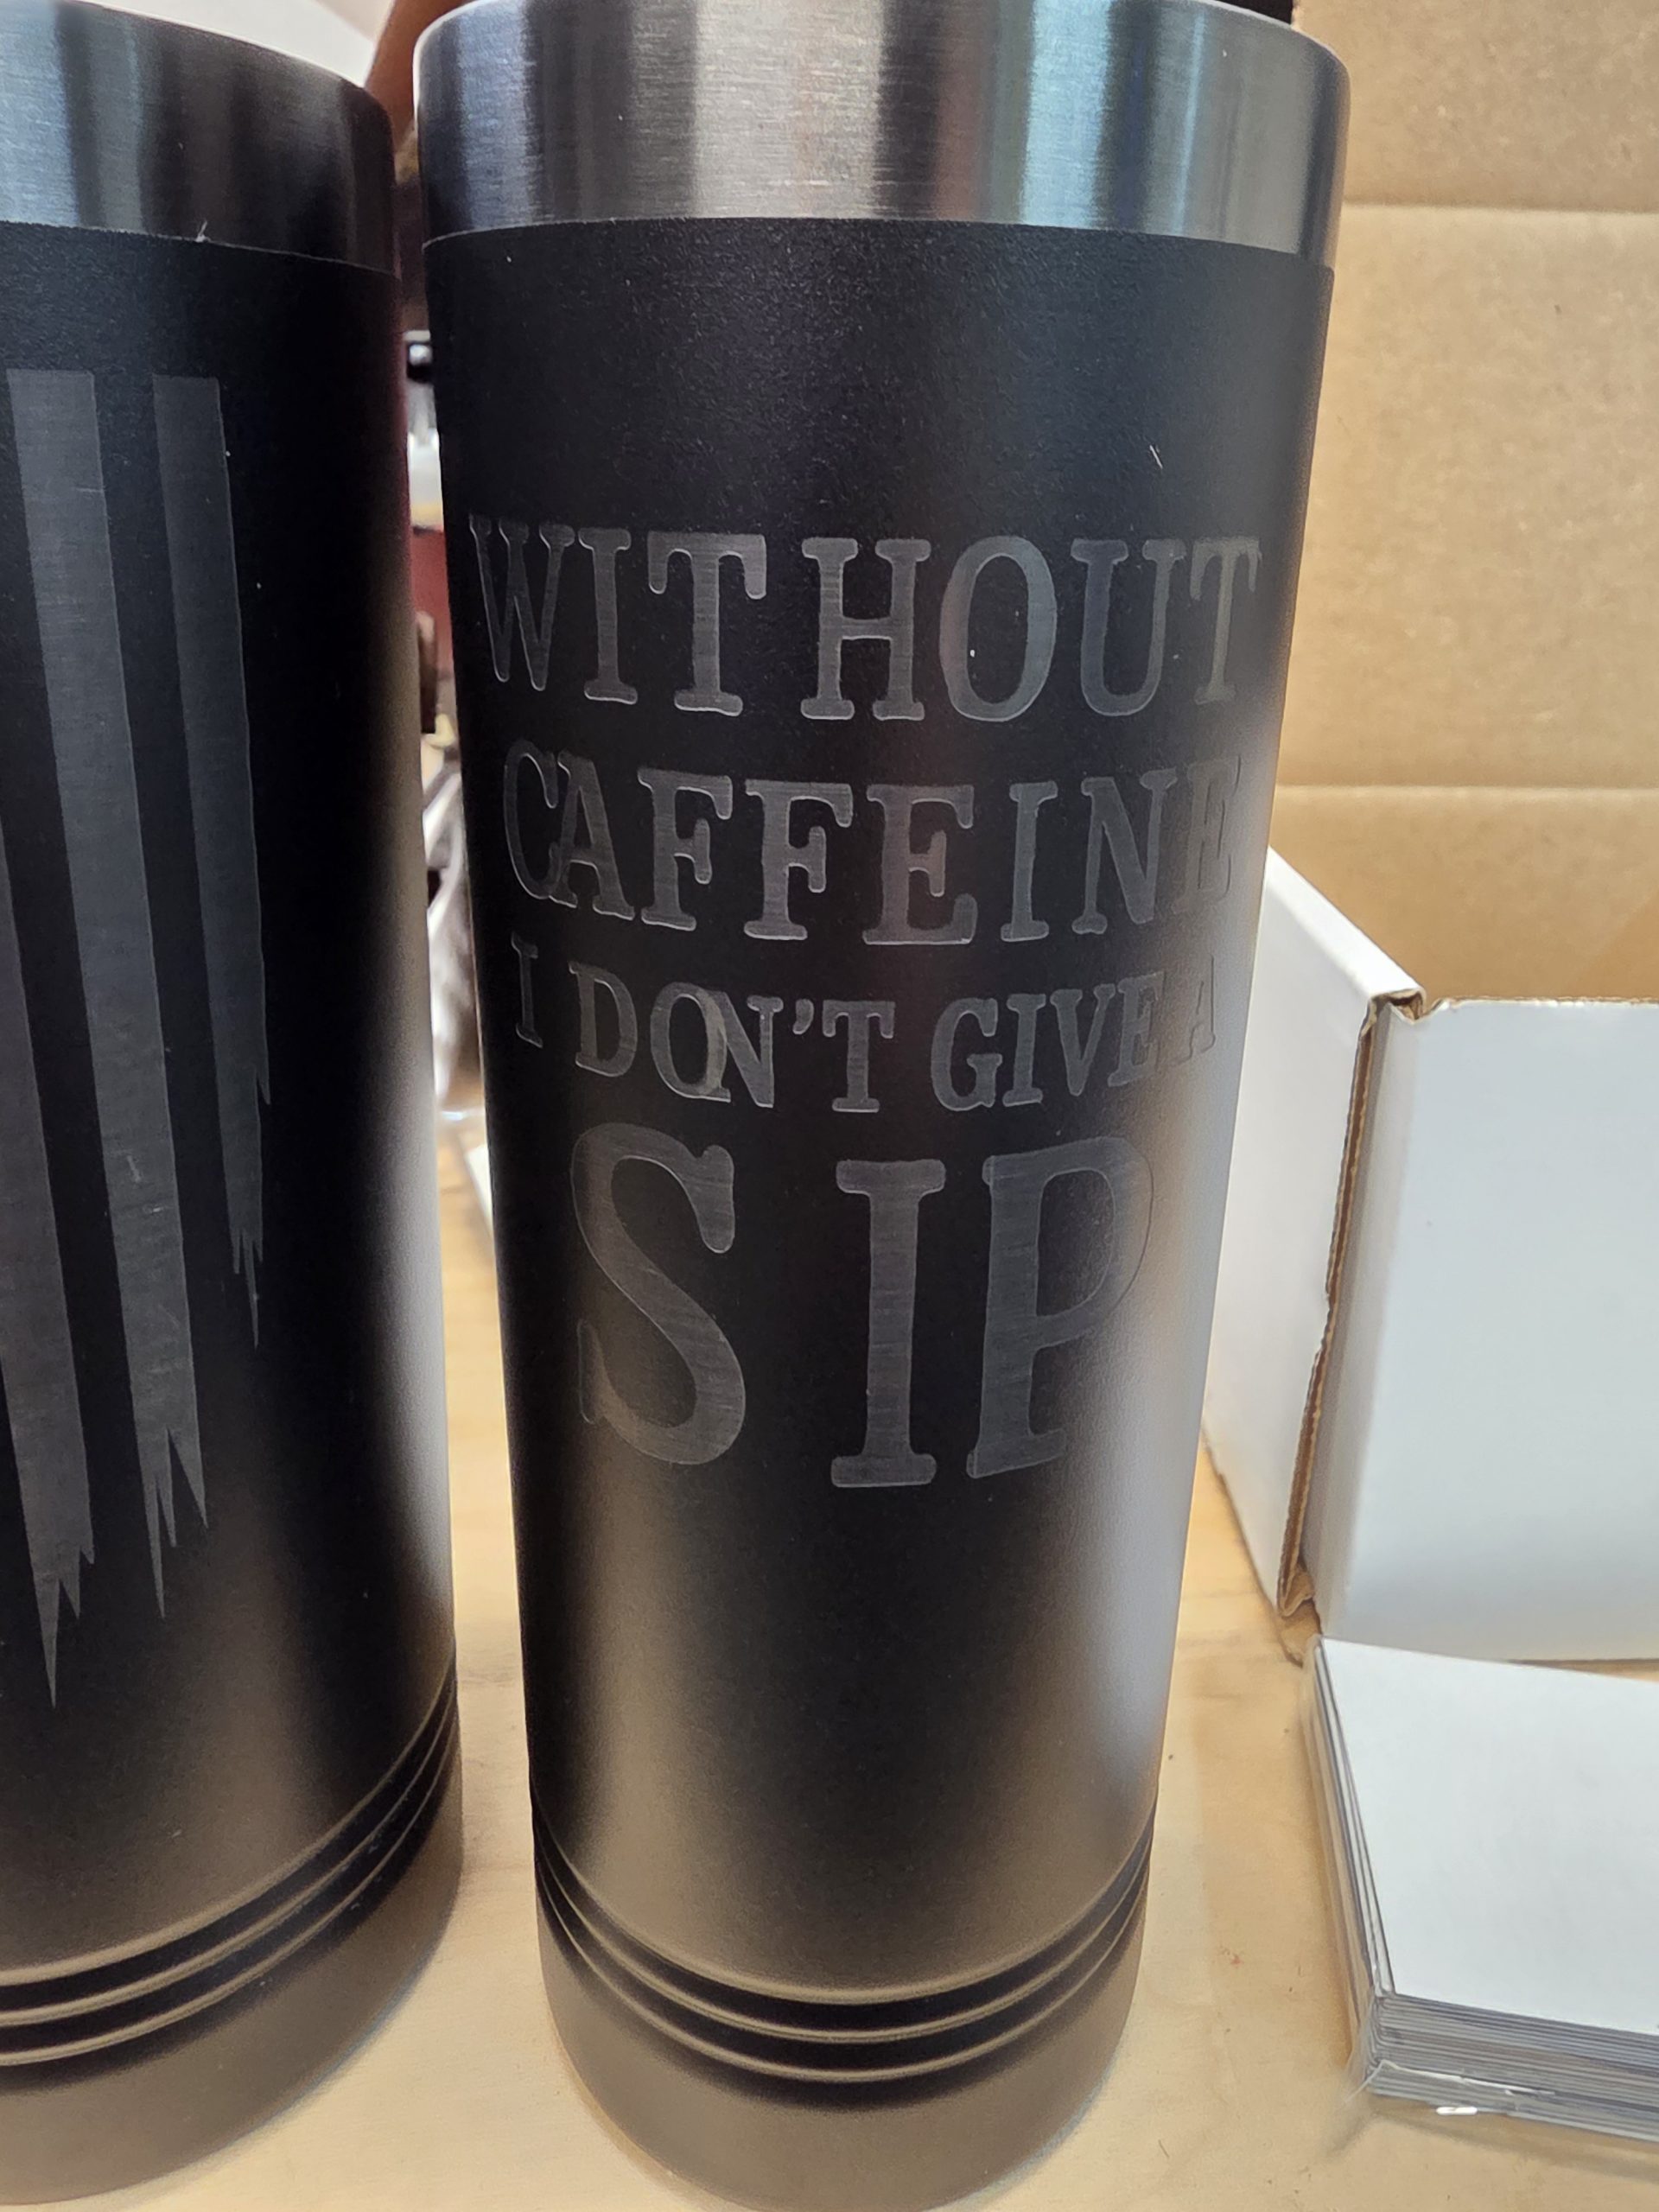 WITHOUT
CAFFEINE
I DON'T GIVE A
SIP